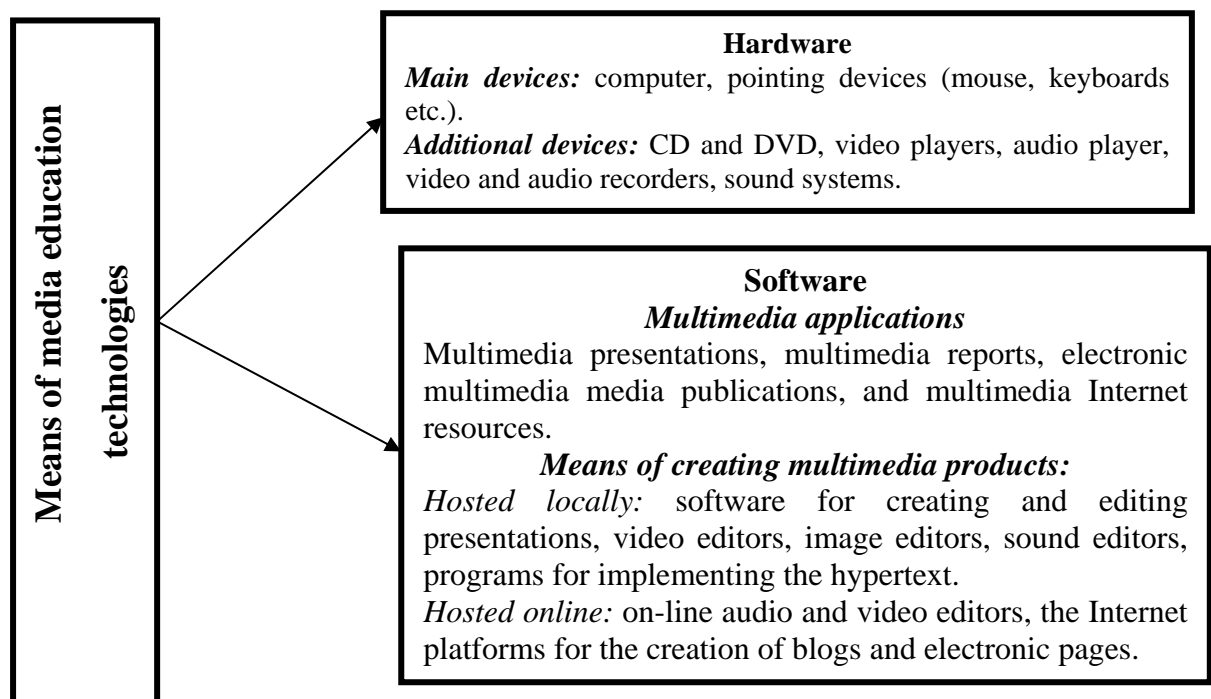 Means of media education
technologies
Hardware
Main devices: computer, pointing devices (mouse, keyboards
etc.).
Additional devices: CD and DVD, video players, audio player,
video and audio recorders, sound systems.
Software
Multimedia applications
Multimedia presentations, multimedia reports, electronic
multimedia media publications, and multimedia Internet
resources.
Means of creating multimedia products:
Hosted locally: software for creating and editing
presentations, video editors, image editors, sound editors,
programs for implementing the hypertext.
Hosted online: on-line audio and video editors, the Internet
platforms for the creation of blogs and electronic pages.